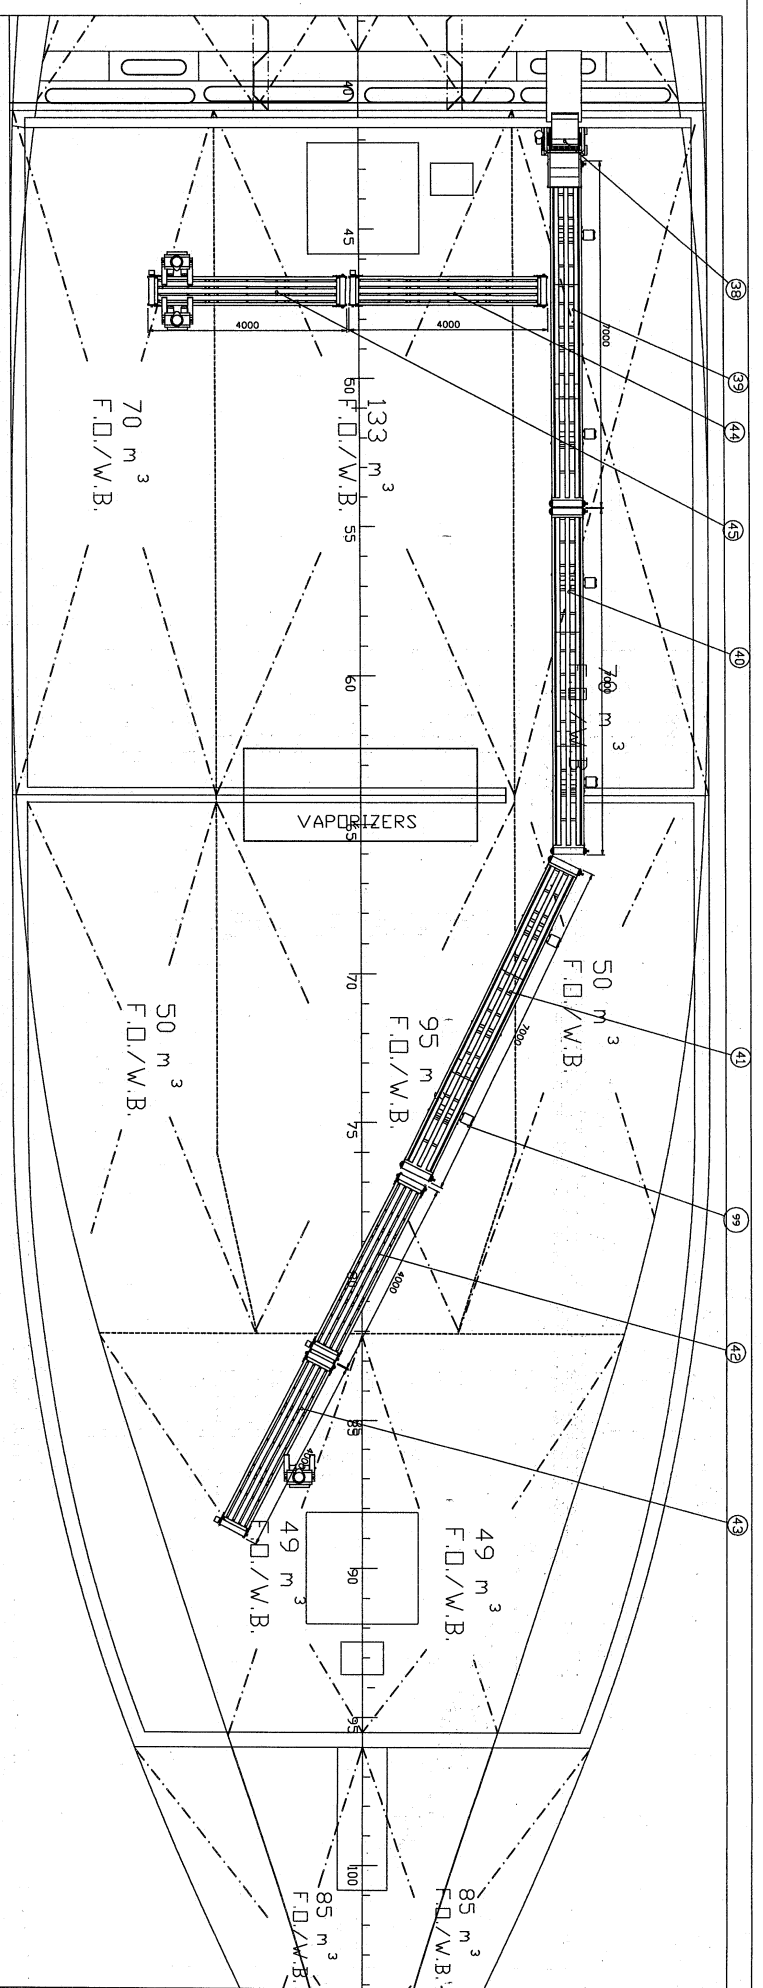 40
38
45
7000
39
4000
4000
44
50
70 m³
F.O./W.B.
133 m³
F.O./W.B.
45
55
40
60
7000
70 m³
F.O./W.B.
VAPORIZERS
65
50 m³
F.O./W.B.
70
50 m³
F.O./W.B.
95 m³
F.O./W.B.
7000
41
75
99
80
4000
42
85
4000
43
49 m³
F.O./W.B.
49 m³
F.O./W.B.
90
95
100
85 m³
F.O./W.B.
85 m³
F.O./W.B.